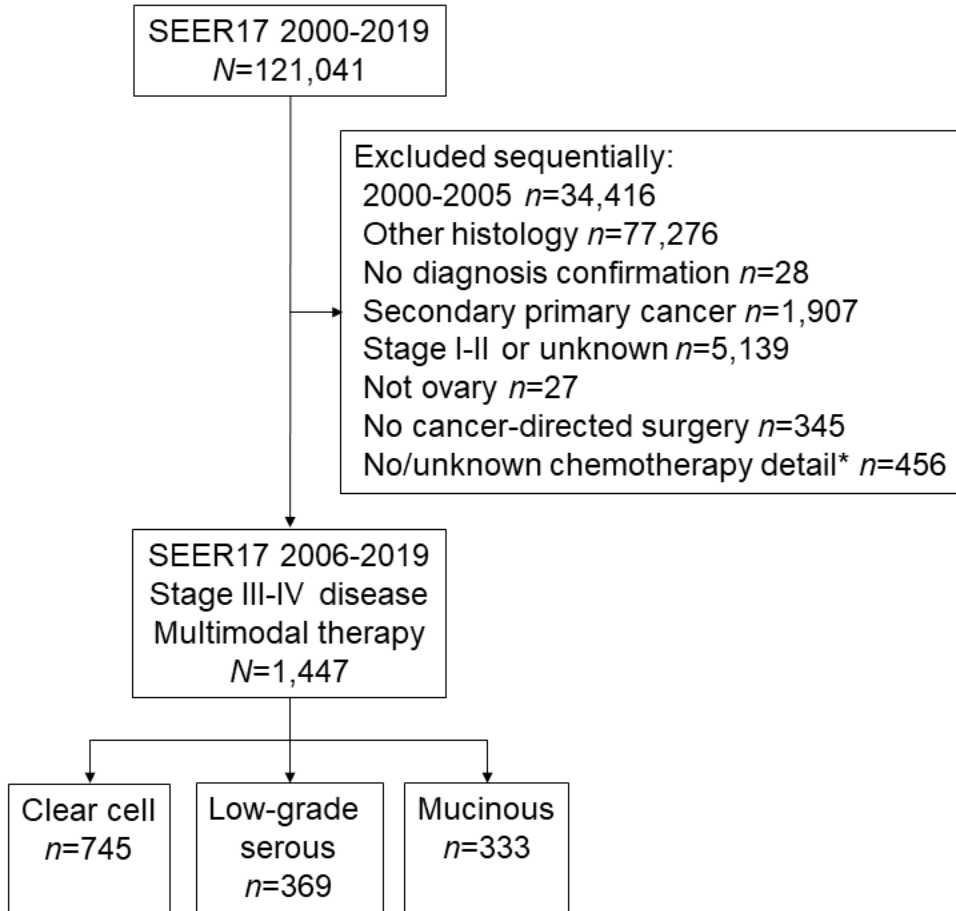 SEER17 2000-2019
N=121,041
Excluded sequentially:
2000-2005 n=34,416
Other histology n=77,276
No diagnosis confirmation n=28
Secondary primary cancer n=1,907
Stage I-II or unknown n=5,139
Not ovary n=27
No cancer-directed surgery n=345
No/unknown chemotherapy detail* n=456
SEER17 2006-2019
Stage III-IV disease
Multimodal therapy
N=1,447
Clear cell
n=745
Low-grade
serous
n=369
Mucinous
n=333